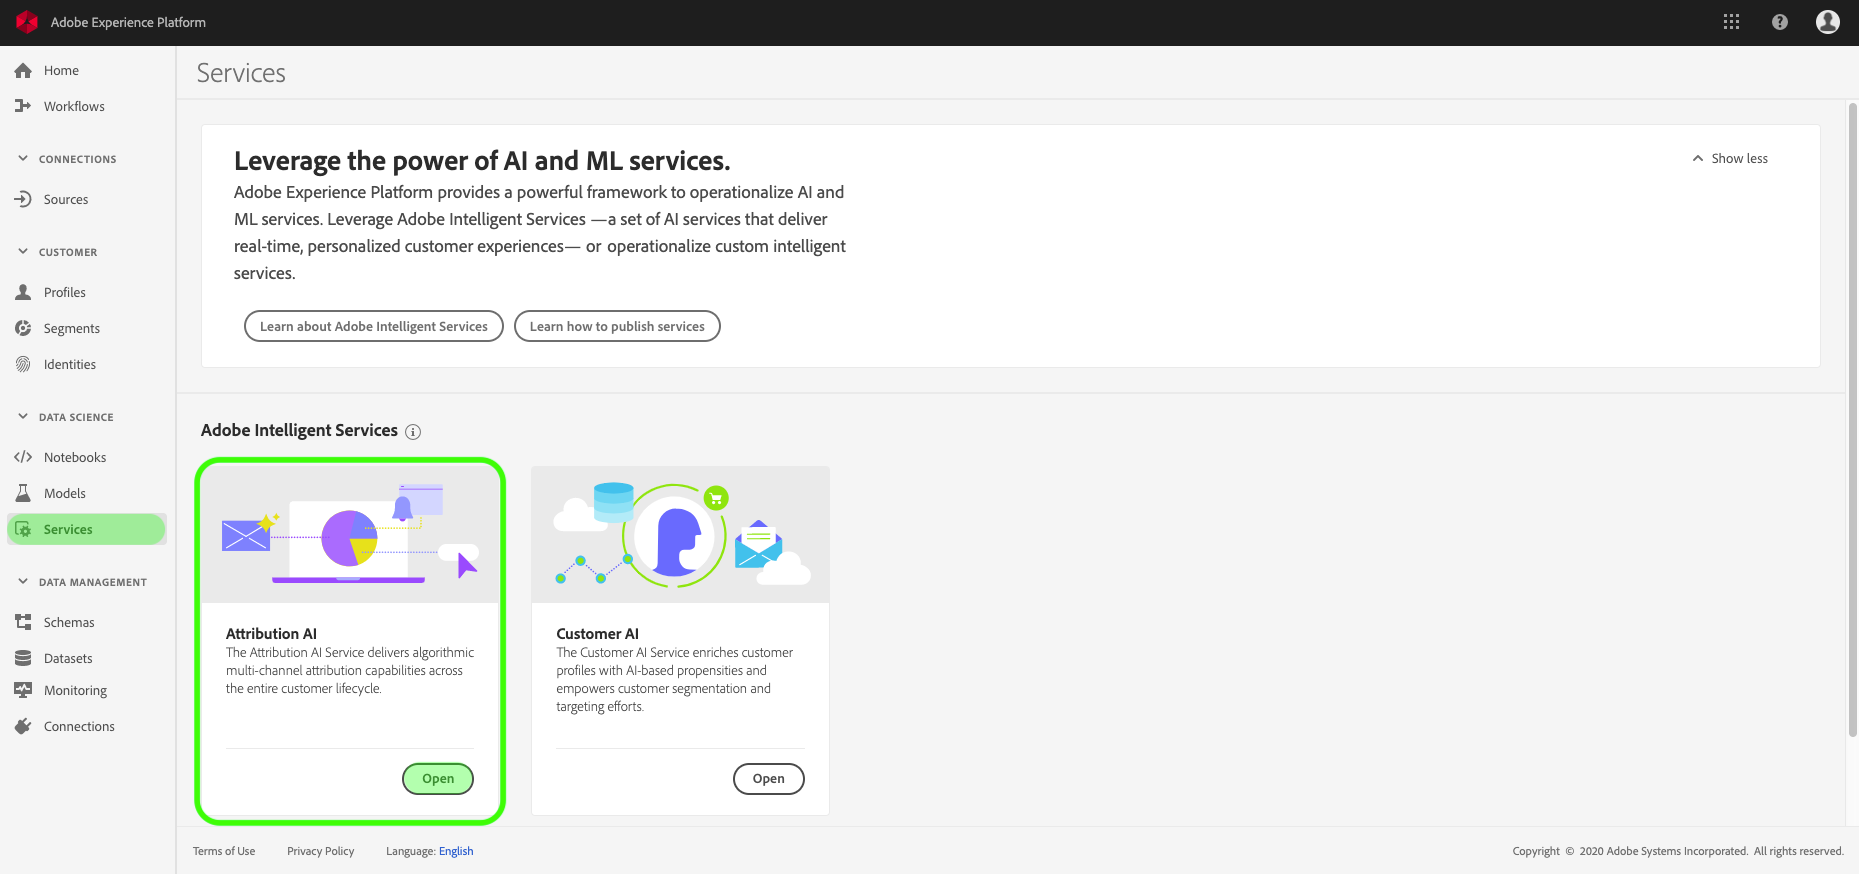 Adobe Experience Platform
Home
Workflows
CONNECTIONS
Sources
CUSTOMER
Profiles
Segments
Identities
DATA SCIENCE
Notebooks
Models
Services
DATA MANAGEMENT
Schemas
Datasets
Monitoring
Connections
Services
Leverage the power of AI and ML services.
Show less
Adobe Experience Platform provides a powerful framework to operationalize AI and
ML services. Leverage Adobe Intelligent Services —a set of AI services that deliver
real-time, personalized customer experiences— or operationalize custom intelligent
services.
Learn about Adobe Intelligent Services
Learn how to publish services
Adobe Intelligent Services
Attribution AI
The Attribution AI Service delivers algorithmic
multi-channel attribution capabilities across
the entire customer lifecycle.
Open
Customer AI
The Customer AI Service enriches customer
profiles with AI-based propensities and
empowers customer segmentation and
targeting efforts.
Open
Terms of Use
Privacy Policy
Language: English
Copyright © 2020 Adobe Systems Incorporated. All rights reserved.